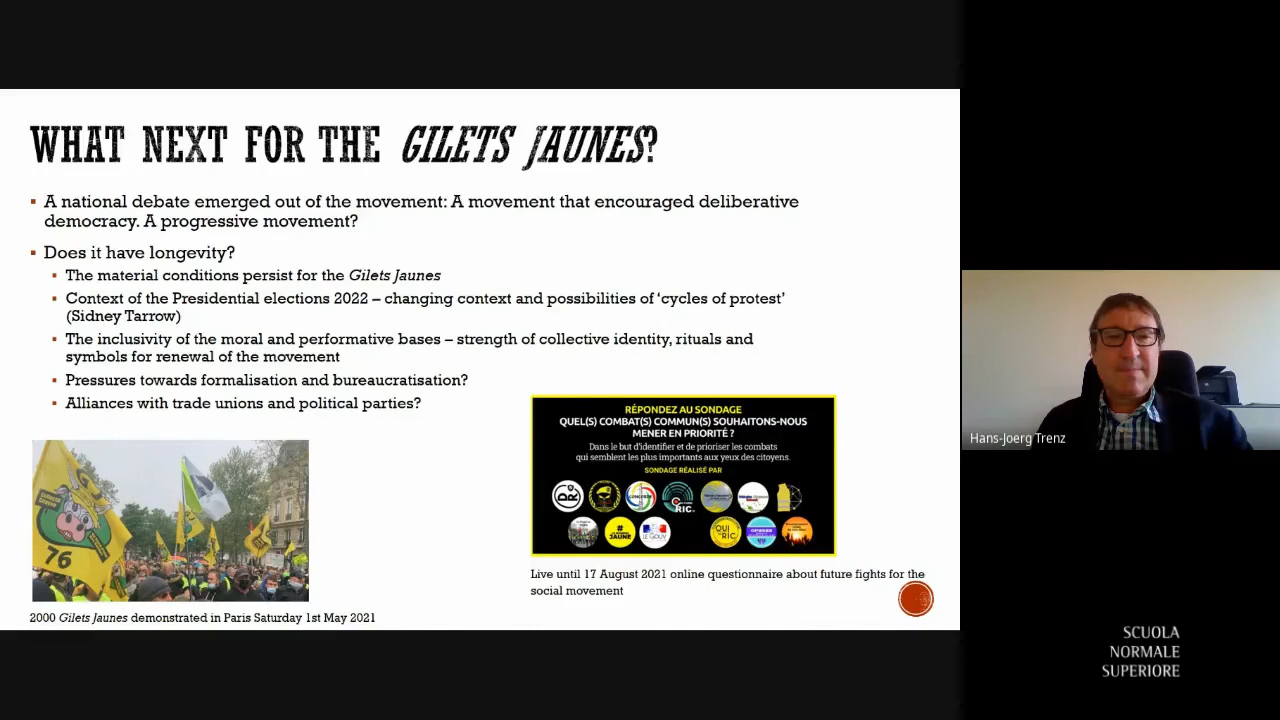 WHAT NEXT FOR THE GILETS JAUNES?
▪ A national debate emerged out of the movement: A movement that encouraged deliberative
democracy. A progressive movement?
▪ Does it have longevity?
▪ The material conditions persist for the Gilets Jaunes
▪ Context of the Presidential elections 2022 – changing context and possibilities of ‘cycles of protest’
(Sidney Tarrow)
▪ The inclusivity of the moral and performative bases – strength of collective identity, rituals and
symbols for renewal of the movement
▪ Pressures towards formalisation and bureaucratisation?
▪ Alliances with trade unions and political parties?
76
2000 Gilets Jaunes demonstrated in Paris Saturday 1st May 2021
RÉPONDEZ AU SONDAGE
QUEL(S) COMBAT(S) COMMUN(S) SOUHAITONS-NOUS
MENER EN PRIORITÉ ?
Dans le but d'identifier et de prioriser les combats
qui semblent les plus importants aux yeux des citoyens.
SONDAGE RÉALISÉ PAR
RIC
LE GOUV
OUI
RIC
Live until 17 August 2021 online questionnaire about future fights for the
social movement
Hans-Joerg Trenz
SCUOLA
NORMALE
SUPERIORE